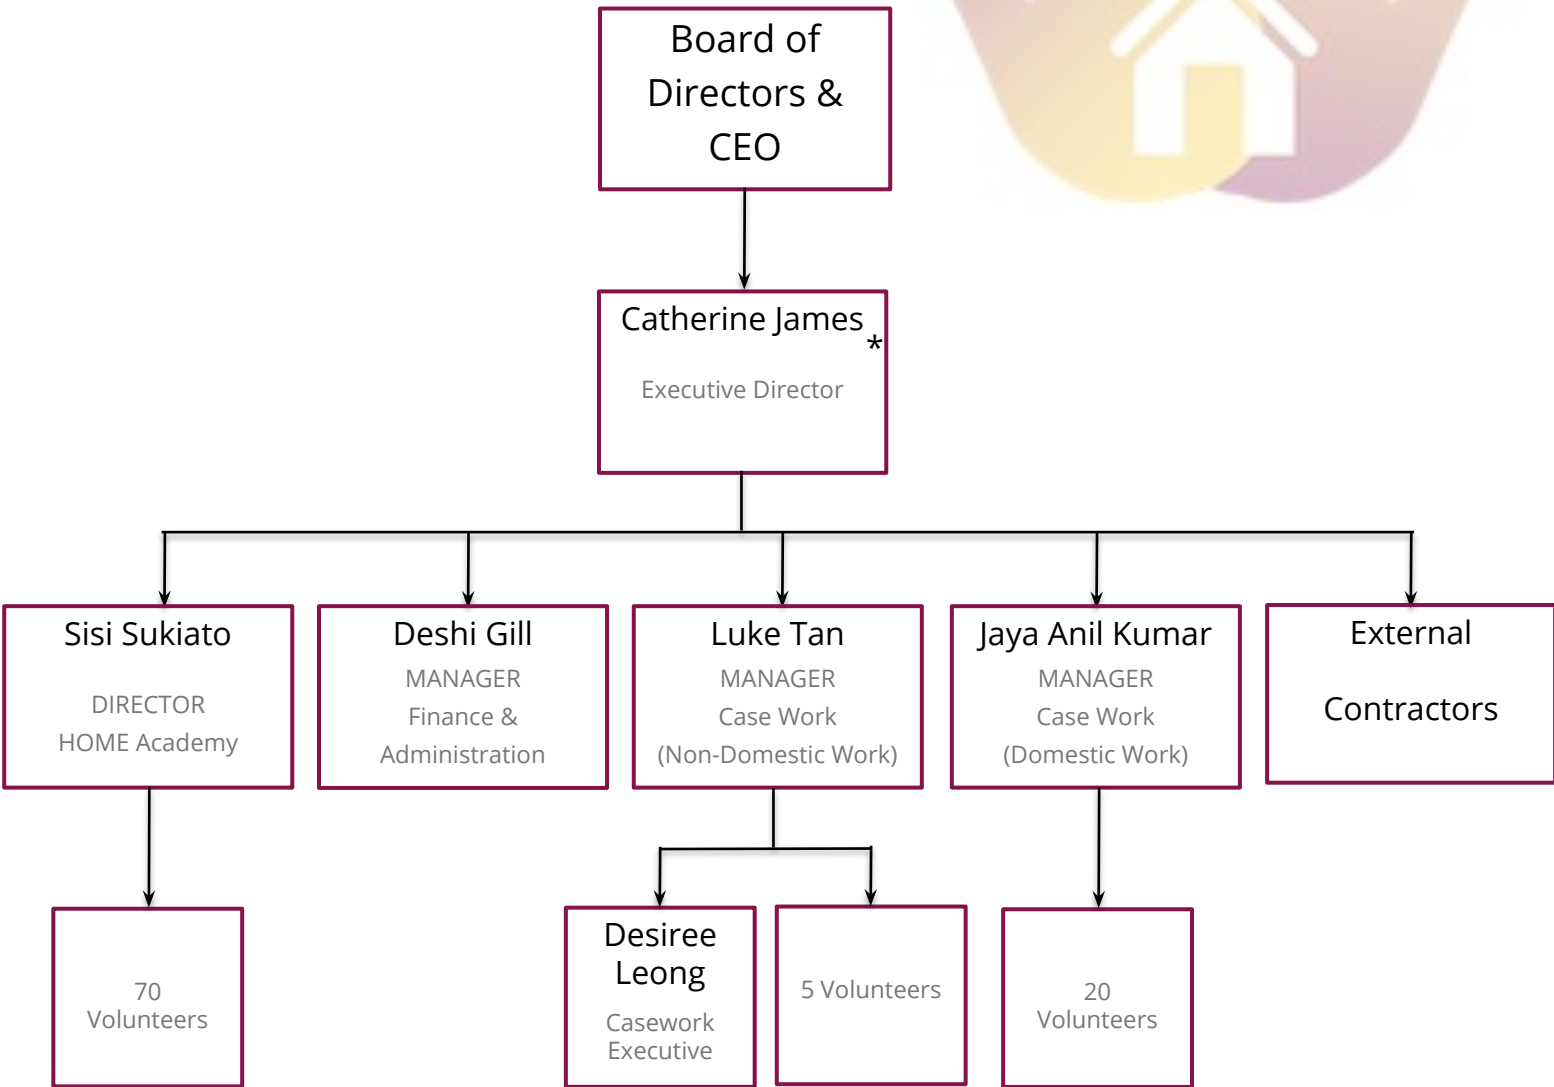 Board of
Directors &
CEO
Catherine James
*
Executive Director
Sisi Sukiato
DIRECTOR
HOME Academy
Deshi Gill
MANAGER
Finance &
Administration
Luke Tan
MANAGER
Case Work
(Non-Domestic Work)
Jaya Anil Kumar
MANAGER
Case Work
(Domestic Work)
External
Contractors
70
Volunteers
Desiree
Leong
Casework
Executive
5 Volunteers
20
Volunteers